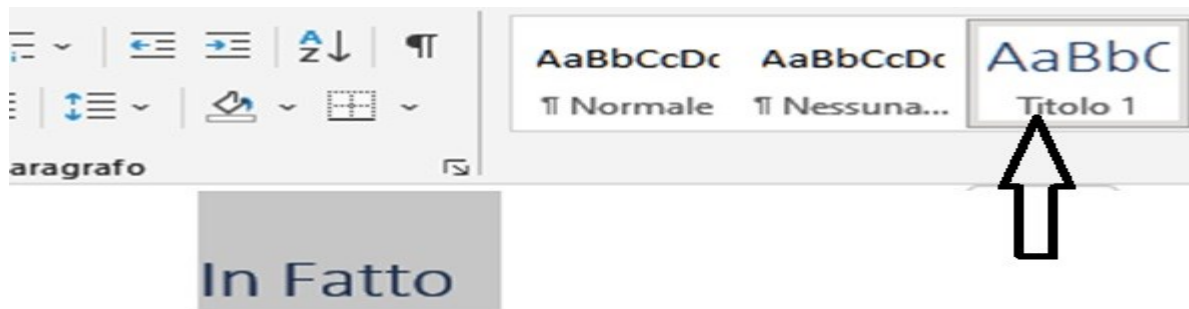 AaBbCcDc AaBbCcDc AaBbC
¶ Normale ¶ Nessuna... Titolo 1
aragrafo
In Fatto